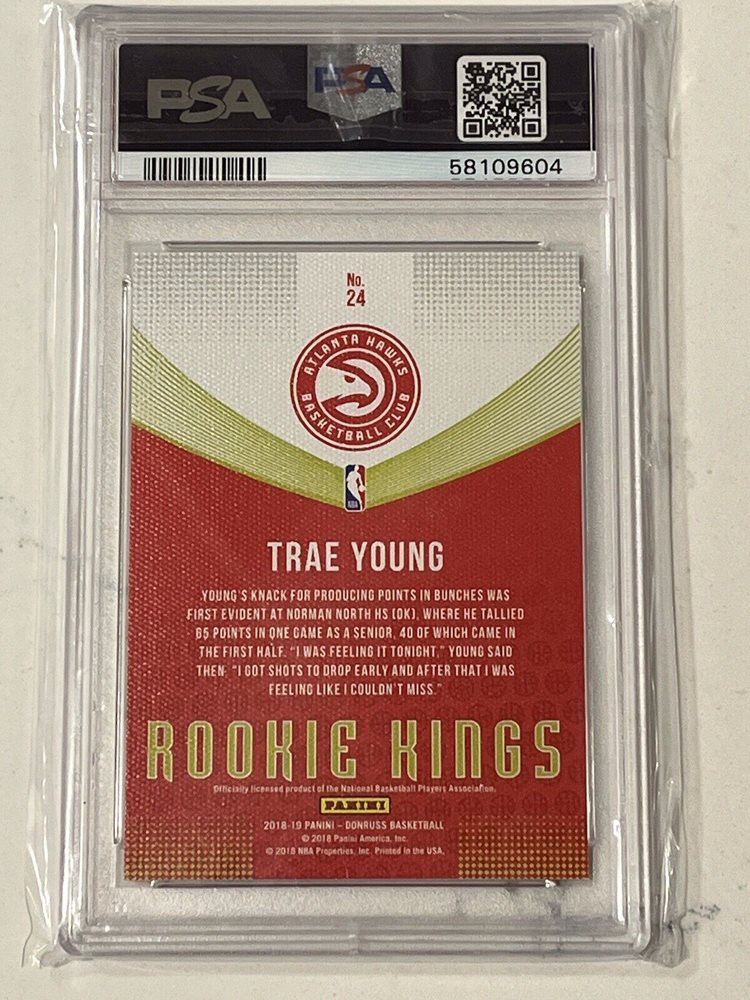 PSA PSA
58109604
No.
24
ATLANTA HAWKS
BASKETBALL CLUB
NBA
TRAE YOUNG
YOUNG'S KNACK FOR PRODUCING POINTS IN BUNCHES WAS
FIRST EVIDENT AT NORMAN NORTH HS (OK), WHERE HE TALLIED
65 POINTS IN ONE GAME AS A SENIOR, 40 OF WHICH CAME IN
THE FIRST HALF. "I WAS FEELING IT TONIGHT," YOUNG SAID
THEN. "I GOT SHOTS TO DROP EARLY AND AFTER THAT I WAS
FEELING LIKE I COULDN'T MISS."
ROOKIE KINGS
Officially licensed product of the National Basketball Players Association.
PANINI
2018-19 PANINI – DONRUSS BASKETBALL
© 2018 Panini America, Inc.
© 2018 NBA Properties, Inc. Printed in the USA.